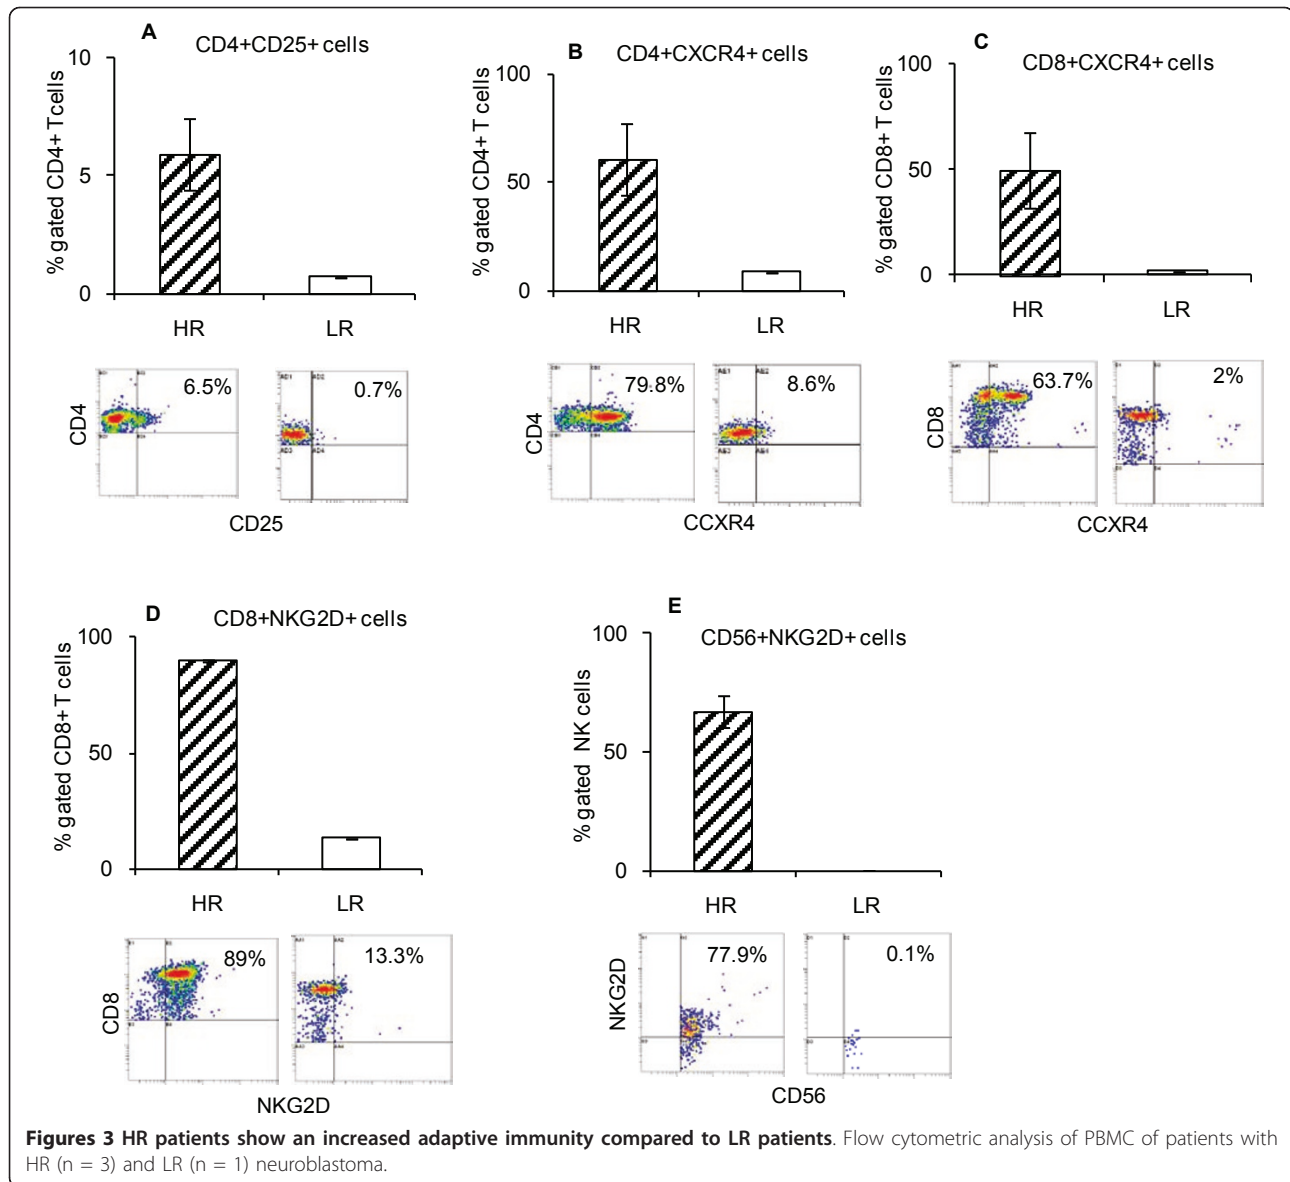 A
CD4+CD25+ cells
% gated CD4+ Tcells
10
5
0
HR
LR
6.5%
0.7%
CD4
CD25
B
CD4+CXCR4+ cells
% gated CD4+ T cells
100
50
0
HR
LR
79.8%
8.6%
CD4
CCXR4
C
CD8+CXCR4+ cells
% gated CD8+ T cells
100
50
0
HR
LR
63.7%
2%
CD8
CCXR4
D
CD8+NKG2D+ cells
% gated CD8+ T cells
100
50
0
HR
LR
89%
13.3%
CD8
NKG2D
E
CD56+NKG2D+ cells
% gated NK cells
100
50
0
HR
LR
77.9%
0.1%
NKG2D
CD56
Figures 3 HR patients show an increased adaptive immunity compared to LR patients. Flow cytometric analysis of PBMC of patients with
HR (n = 3) and LR (n = 1) neuroblastoma.